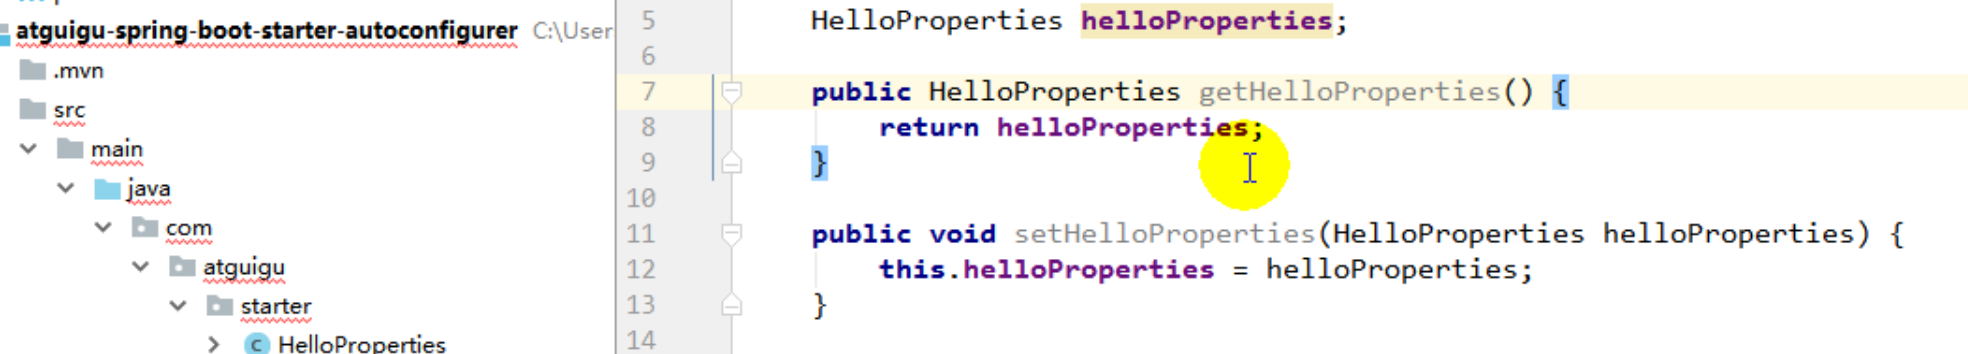 atguigu-spring-boot-starter-autoconfigurer C:\User
.mvn
src
main
java
com
atguigu
starter
HelloProperties
5 HelloProperties helloProperties;
6
7 public HelloProperties getHelloProperties() {
8 return helloProperties;
9 }
10
11 public void setHelloProperties(HelloProperties helloProperties) {
12 this.helloProperties = helloProperties;
13 }
14